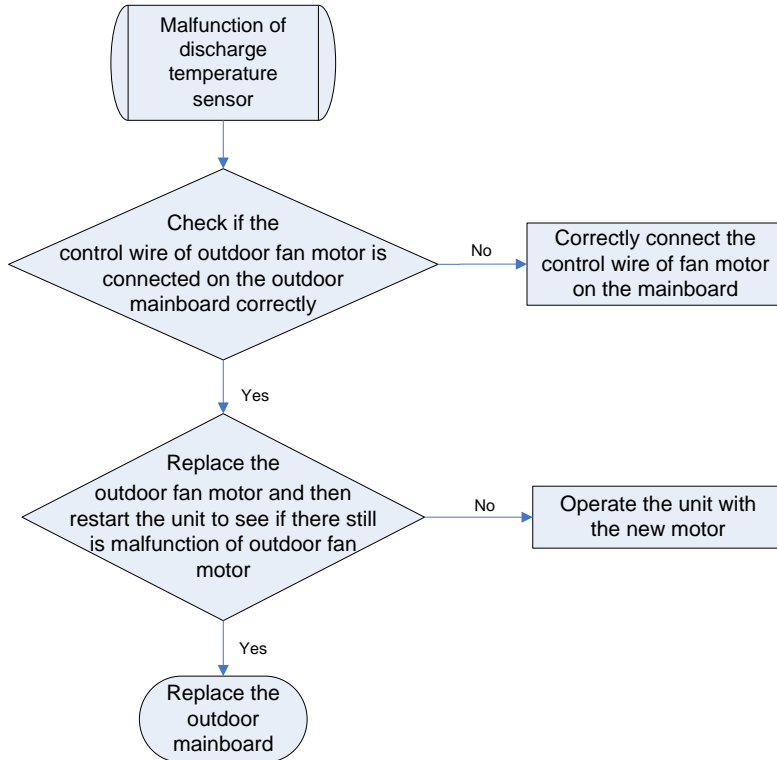 Malfunction of
discharge
temperature
sensor
Check if the
control wire of outdoor fan motor is
connected on the outdoor
mainboard correctly
No
Correctly connect the
control wire of fan motor
on the mainboard
Yes
Replace the
outdoor fan motor and then
restart the unit to see if there still
is malfunction of outdoor fan
motor
No
Operate the unit with
the new motor
Yes
Replace the
outdoor
mainboard